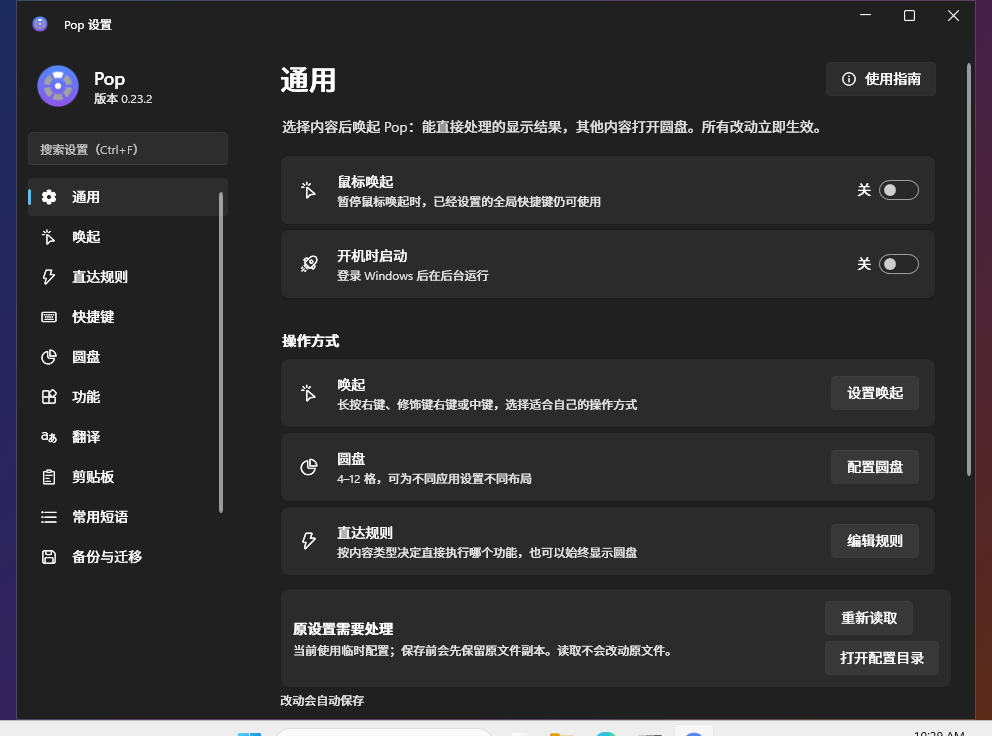 Pop 设置
Pop
版本 0.23.2
搜索设置（Ctrl+F）
通用
唤起
直达规则
快捷键
圆盘
功能
翻译
剪贴板
常用短语
备份与迁移
通用
使用指南
选择内容后唤起 Pop：能直接处理的显示结果，其他内容打开圆盘。所有改动立即生效。
鼠标唤起
暂停鼠标唤起时，已经设置的全局快捷键仍可使用
关
开机时启动
登录 Windows 后在后台运行
关
操作方式
唤起
长按右键、修饰键右键或中键，选择适合自己的操作方式
设置唤起
圆盘
4–12 格，可为不同应用设置不同布局
配置圆盘
直达规则
按内容类型决定直接执行哪个功能，也可以始终显示圆盘
编辑规则
原设置需要处理
当前使用临时配置；保存前会先保留原文件副本。读取不会改动原文件。
重新读取
打开配置目录
改动会自动保存
10:29 AM